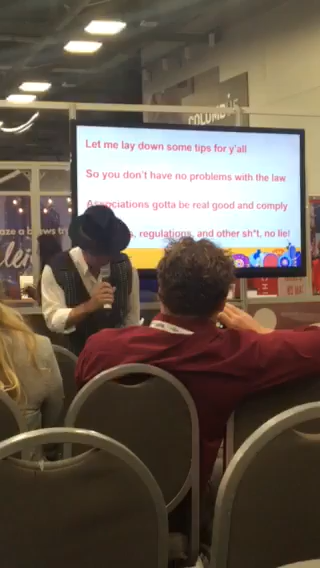 COLUMBUS
Let me lay down some tips for y'all
So you don't have no problems with the law
Associations gotta be real good and comply
regulations, and other sh*t, no lie!